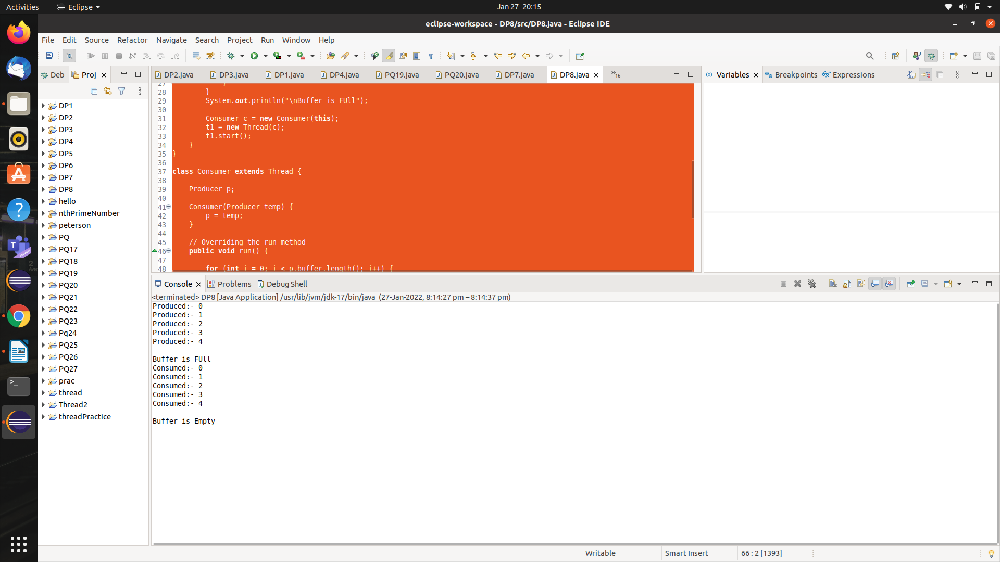 Activities
Eclipse
Jan 27 20:15
eclipse-workspace - DP8/src/DP8.java - Eclipse IDE
File Edit Source Refactor Navigate Search Project Run Window Help
Deb
Proj
DP2.java
DP3.java
DP1.java
DP4.java
PQ19.java
PQ20.java
DP7.java
DP8.java
16
Variables
Breakpoints
Expressions
DP1
DP2
DP3
DP4
DP5
DP6
DP7
DP8
hello
nthPrimeNumber
peterson
PQ
PQ17
PQ18
PQ19
PQ20
PQ21
PQ22
PQ23
Pq24
PQ25
PQ26
PQ27
prac
thread
Thread2
threadPractice
27 }
28 }
29 System.out.println("\nBuffer is FUll");
30
31 Consumer c = new Consumer(this);
32 t1 = new Thread(c);
33 t1.start();
34 }
35 }
36
37 class Consumer extends Thread {
38
39 Producer p;
40
41 Consumer(Producer temp) {
42 p = temp;
43 }
44
45 // Overriding the run method
46 public void run() {
47
48 for (int i = 0; i < p.buffer.length(); i++) {
Console
Problems
Debug Shell
<terminated> DP8 [Java Application] /usr/lib/jvm/jdk-17/bin/java (27-Jan-2022, 8:14:27 pm – 8:14:37 pm)
Produced:- 0
Produced:- 1
Produced:- 2
Produced:- 3
Produced:- 4
Buffer is FUll
Consumed:- 0
Consumed:- 1
Consumed:- 2
Consumed:- 3
Consumed:- 4
Buffer is Empty
Writable
Smart Insert
66 : 2 [1393]